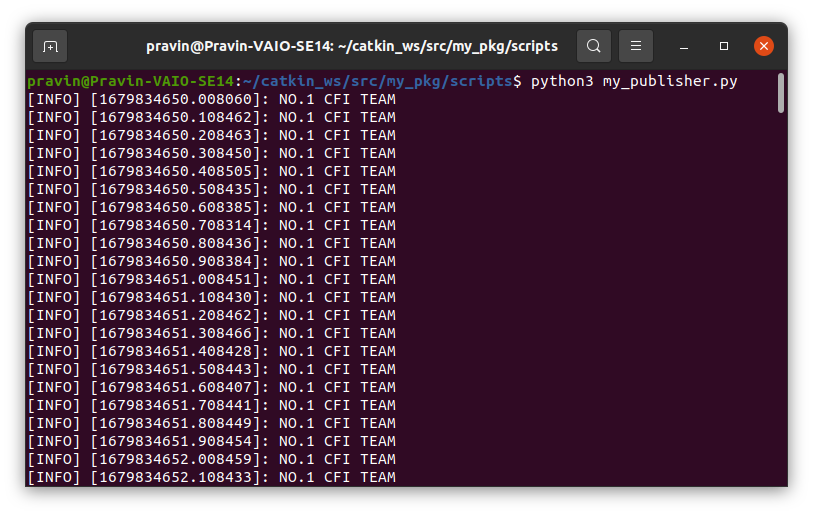 pravin@Pravin-VAIO-SE14: ~/catkin_ws/src/my_pkg/scripts
pravin@Pravin-VAIO-SE14:~/catkin_ws/src/my_pkg/scripts$ python3 my_publisher.py
[INFO] [1679834650.008060]: NO.1 CFI TEAM
[INFO] [1679834650.108462]: NO.1 CFI TEAM
[INFO] [1679834650.208463]: NO.1 CFI TEAM
[INFO] [1679834650.308450]: NO.1 CFI TEAM
[INFO] [1679834650.408505]: NO.1 CFI TEAM
[INFO] [1679834650.508435]: NO.1 CFI TEAM
[INFO] [1679834650.608385]: NO.1 CFI TEAM
[INFO] [1679834650.708314]: NO.1 CFI TEAM
[INFO] [1679834650.808436]: NO.1 CFI TEAM
[INFO] [1679834650.908384]: NO.1 CFI TEAM
[INFO] [1679834651.008451]: NO.1 CFI TEAM
[INFO] [1679834651.108430]: NO.1 CFI TEAM
[INFO] [1679834651.208462]: NO.1 CFI TEAM
[INFO] [1679834651.308466]: NO.1 CFI TEAM
[INFO] [1679834651.408428]: NO.1 CFI TEAM
[INFO] [1679834651.508443]: NO.1 CFI TEAM
[INFO] [1679834651.608407]: NO.1 CFI TEAM
[INFO] [1679834651.708441]: NO.1 CFI TEAM
[INFO] [1679834651.808449]: NO.1 CFI TEAM
[INFO] [1679834651.908454]: NO.1 CFI TEAM
[INFO] [1679834652.008459]: NO.1 CFI TEAM
[INFO] [1679834652.108433]: NO.1 CFI TEAM